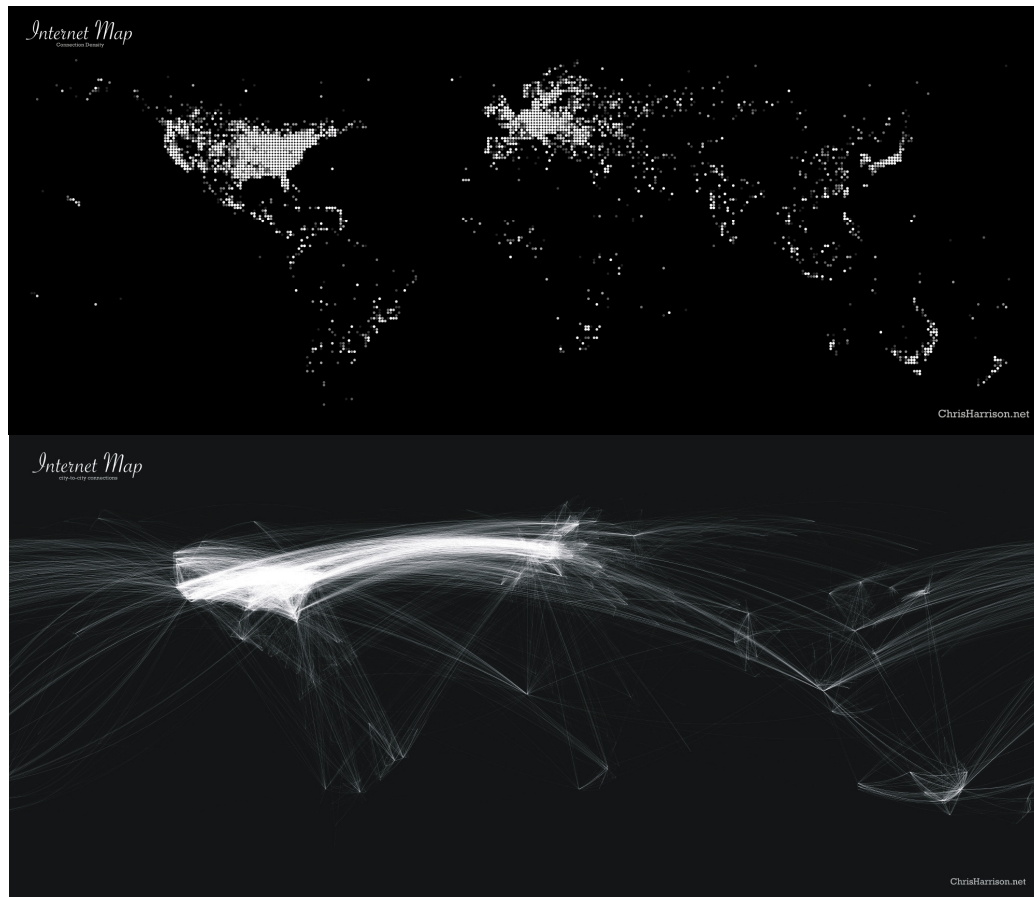 Internet Map
Connection Density
ChrisHarrison.net
Internet Map
city-to-city connections
ChrisHarrison.net